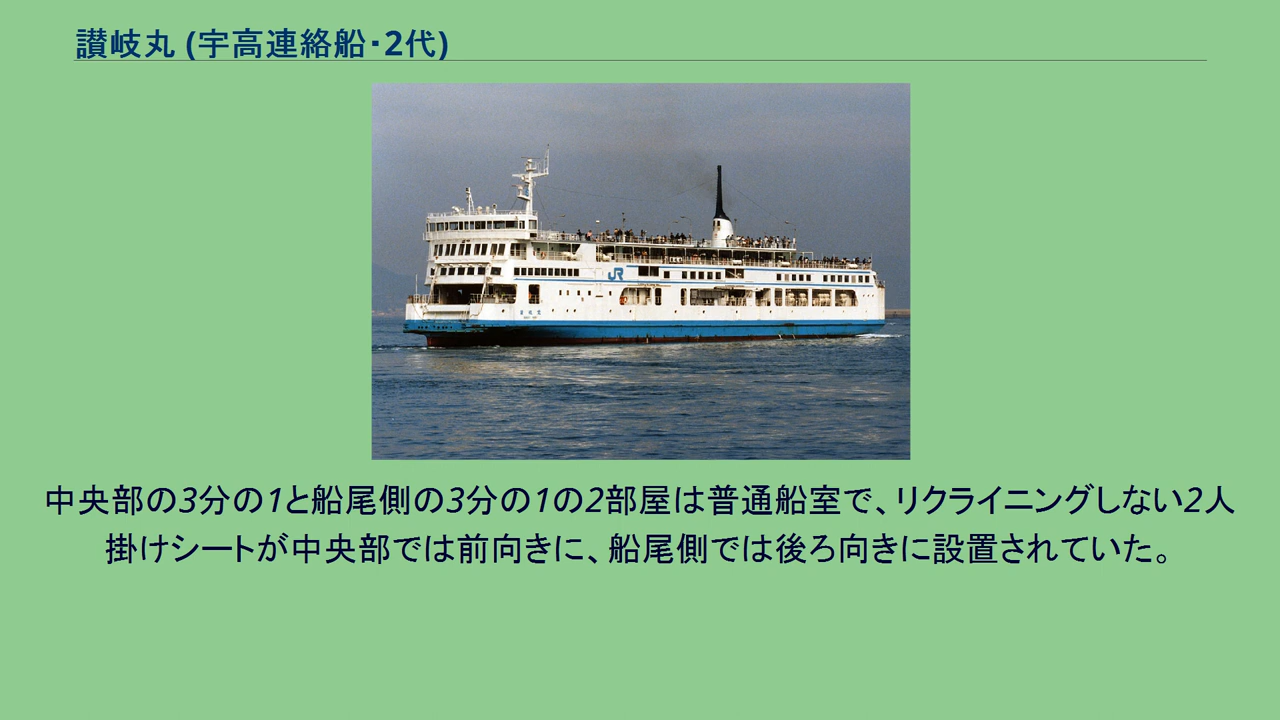 讃岐丸 (宇高連絡船・2代)
JR
中央部の3分の1と船尾側の3分の1の2部屋は普通船室で、リクライニングしない2人
掛けシートが中央部では前向きに、船尾側では後ろ向きに設置されていた。